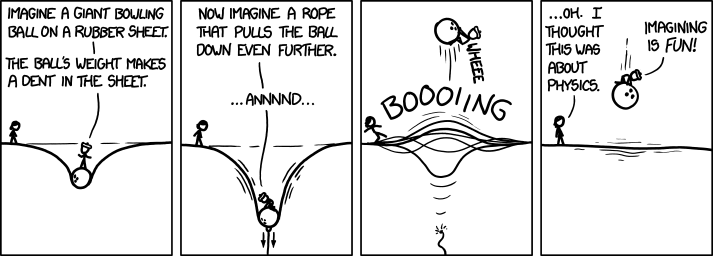 IMAGINE A GIANT BOWLING
BALL ON A RUBBER SHEET.
THE BALL'S WEIGHT MAKES
A DENT IN THE SHEET.
NOW IMAGINE A ROPE
THAT PULLS THE BALL
DOWN EVEN FURTHER.
...ANNNND...
WHEEE
BOOOIING
...OH. I
THOUGHT
THIS WAS
ABOUT
PHYSICS.
IMAGINING
IS FUN!